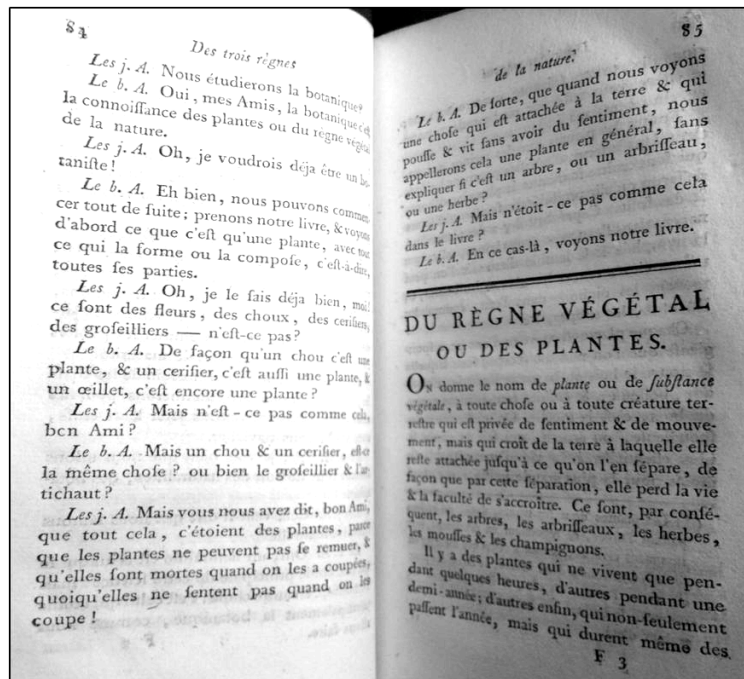 84
Des trois règnes
Les j. A. Nous étudierons la botanique?
Le b. A. Oui, mes Amis, la botanique c'est
la connoiſſance des plantes ou du règne végétal
de la nature.
Les j. A. Oh, je voudrois déja être un bo-
taniſte!
Le b. A. Eh bien, nous pouvons commen-
cer tout de ſuite; prenons notre livre, & voyons
d'abord ce que c'eſt qu'une plante, avec tout
ce qui la forme ou la compoſe, c'eſt-à-dire,
toutes ſes parties.
Les j. A. Oh, je le ſais déja bien, moi!
ce ſont des fleurs, des choux, des ceriſiers,
des groſeilliers — n'eſt-ce pas?
Le b. A. De façon qu'un chou c'eſt une
plante, & un ceriſier, c'eſt auſſi une plante, &
un œillet, c'eſt encore une plante?
Les j. A. Mais n'eſt-ce pas comme cela,
bon Ami?
Le b. A. Mais un chou & un ceriſier, eſt-ce
la même choſe? ou bien le groſeillier & l'ar-
tichaut?
Les j. A. Mais vous nous avez dit, bon Ami,
que tout cela, c'étoient des plantes, parce
que les plantes ne peuvent pas ſe remuer, &
qu'elles ſont mortes quand on les a coupées,
quoiqu'elles ne ſentent pas quand on les
coupe!
85
de la nature.
Le b. A. De ſorte, que quand nous voyons
une choſe qui eſt attachée à la terre & qui
pouſſe & vit ſans avoir du ſentiment, nous
appellerons cela une plante en général, ſans
expliquer ſi c'eſt un arbre, ou un arbriſſeau,
ou une herbe?
Les j. A. Mais n'étoit-ce pas comme cela
dans le livre?
Le b. A. En ce cas-là, voyons notre livre.
DU RÈGNE VÉGÉTAL
OU DES PLANTES.
ON donne le nom de plante ou de ſubſtance
végétale, à toute choſe ou à toute créature ter-
reſtre qui eſt privée de ſentiment & de mouve-
ment, mais qui croît de la terre à laquelle elle
reſte attachée juſqu'à ce qu'on l'en ſépare, de
façon que par cette ſéparation, elle perd la vie
& la faculté de s'accroître. Ce ſont, par conſé-
quent, les arbres, les arbriſſeaux, les herbes,
les mouſſes & les champignons.
Il y a des plantes qui ne vivent que pen-
dant quelques heures, d'autres pendant une
demi-année; d'autres enfin, qui non-ſeulement
paſſent l'année, mais qui durent même des
F 3